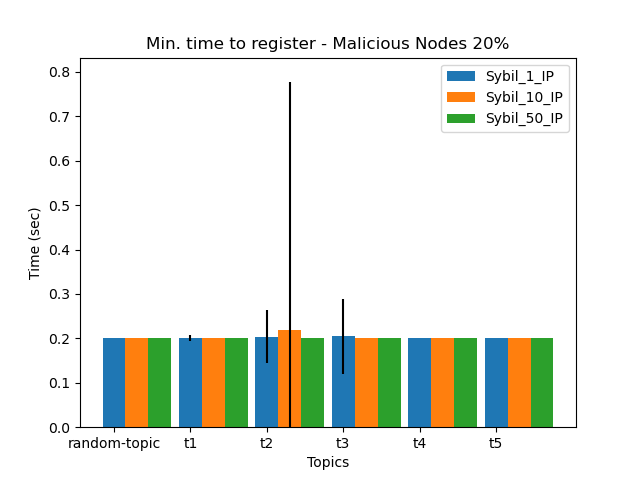 Min. time to register - Malicious Nodes 20%
Sybil_1_IP
Sybil_10_IP
Sybil_50_IP
Time (sec)
0.8
0.7
0.6
0.5
0.4
0.3
0.2
0.1
0.0
random-topic t1 t2 t3 t4 t5
Topics